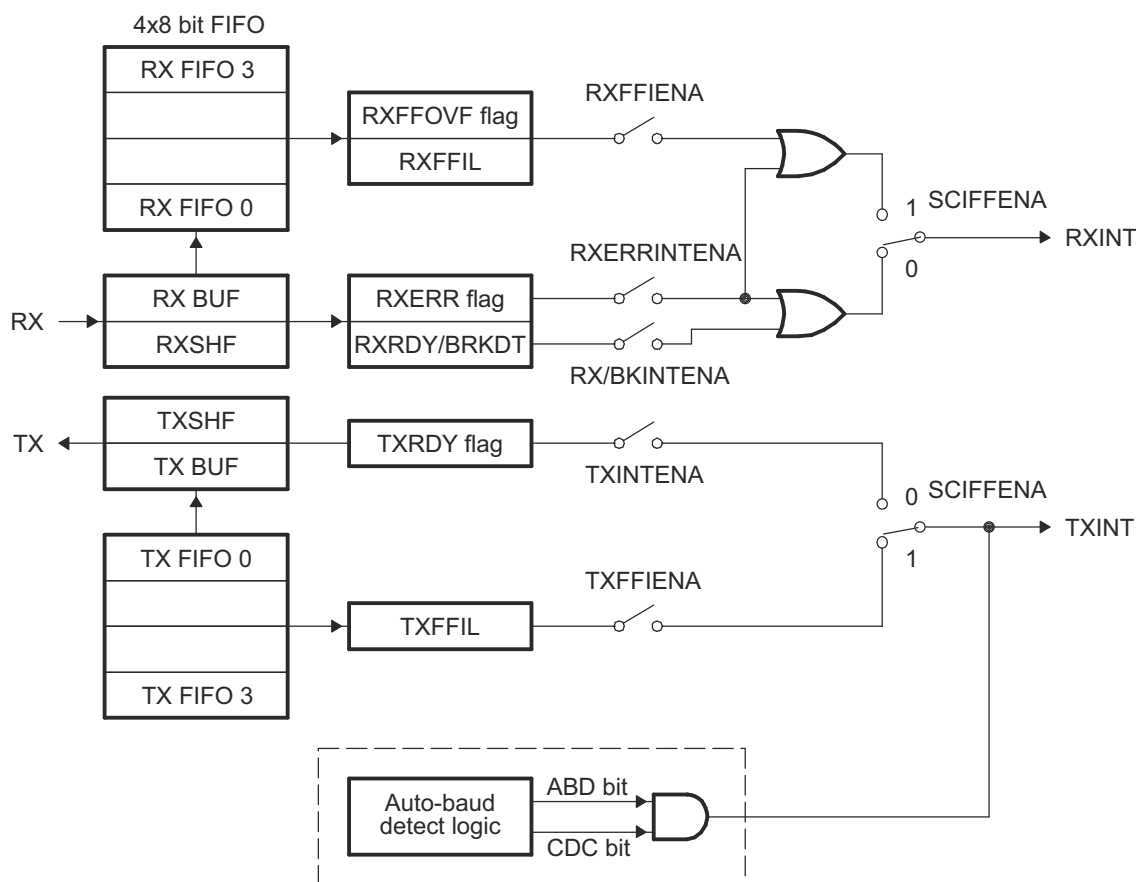 4x8 bit FIFO
RX FIFO 3
RX FIFO 0
RXFFOVF flag
RXFFIL
RXFFIENA
1
SCIFFENA
0
RXINT
RX
RX BUF
RXSHF
RXERR flag
RXRDY/BRKDT
RXERRINTENA
RX/BKINTENA
TX
TXSHF
TX BUF
TXRDY flag
TXINTENA
0
SCIFFENA
1
TXINT
TX FIFO 0
TX FIFO 3
TXFFIL
TXFFIENA
Auto-baud
detect logic
ABD bit
CDC bit